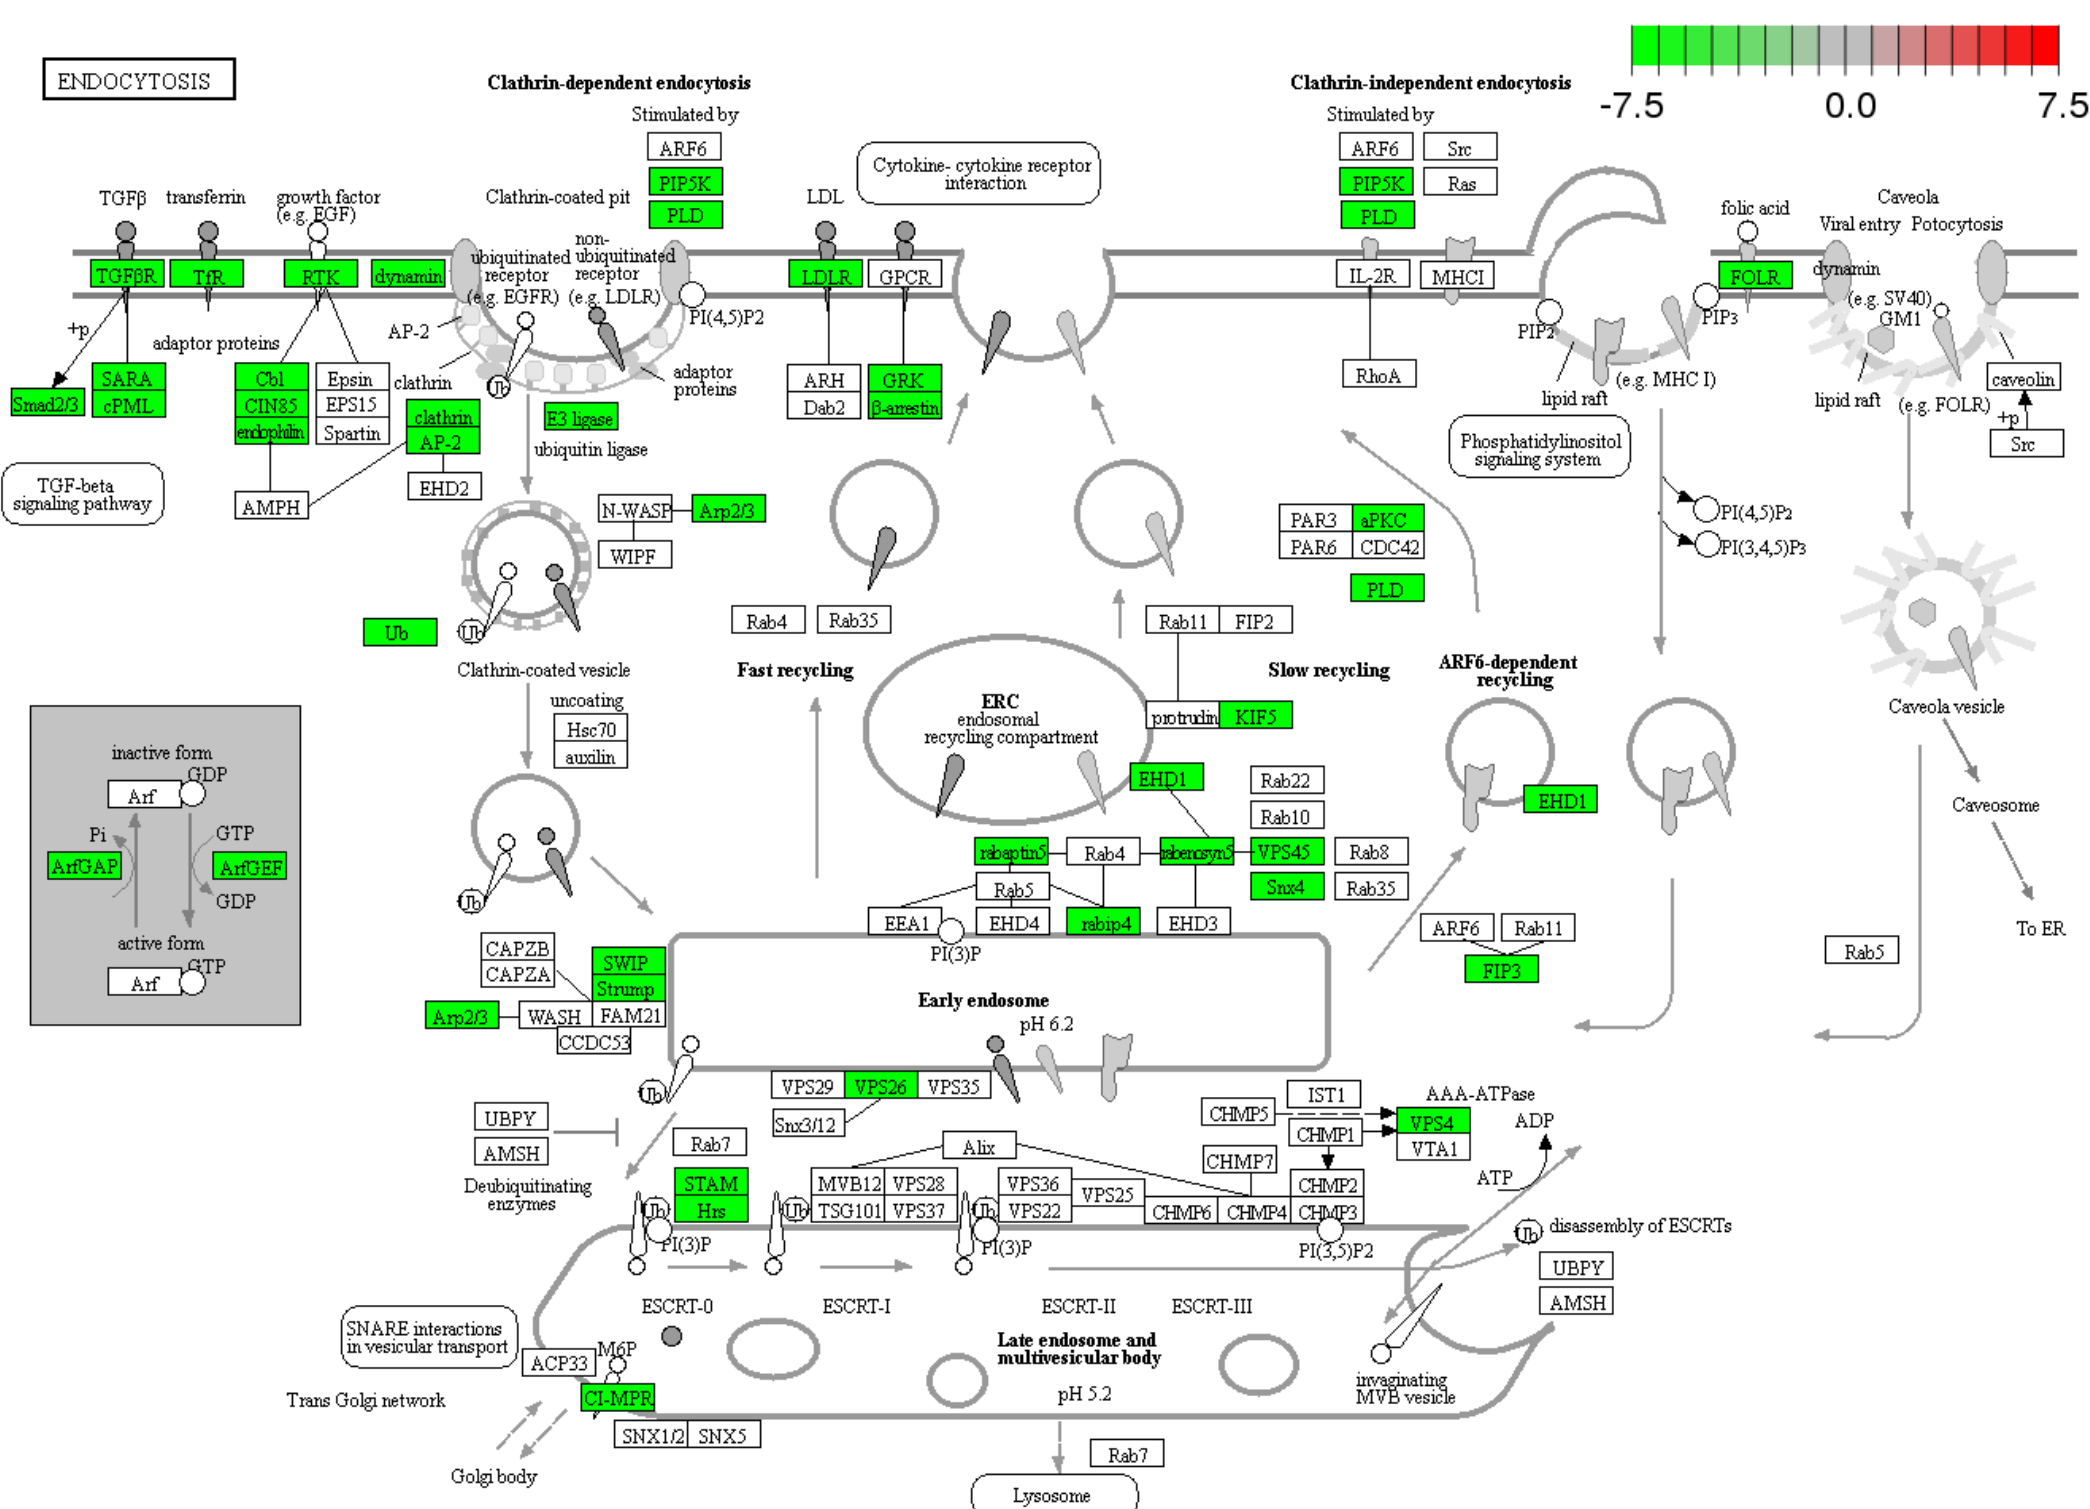 ENDOCYTOSIS
Clathrin-dependent endocytosis
Stimulated by
ARF6
PIP5K
PLD
Clathrin-independent endocytosis
Stimulated by
ARF6
Src
PIP5K
Ras
PLD
-7.5
0.0
7.5
Cytokine- cytokine receptor
interaction
TGFβ
transferrin
growth factor
(e.g. EGF)
Clathrin-coated pit
LDL
folic acid
Caveola
Viral entry
Potocytosis
TGFβR
TfR
RTK
dynamin
ubiquitinated
receptor
(e.g. EGFR)
non-
ubiquitinated
receptor
(e.g. LDLR)
PI(4,5)P2
LDLR
GPCR
IL-2R
MHCI
FOLR
dynamin
(e.g. SV40)
GM1
PIP2
PIP3
+p
adaptor proteins
AP-2
clathrin
adaptor
proteins
Ub
Smad2/3
SARA
cPML
Cbl
CIN85
endophilin
Epsin
EPS15
Spartin
clathrin
AP-2
EHD2
AMPH
E3 ligase
ubiquitin ligase
ARH
Dab2
GRK
β-arrestin
RhoA
lipid raft
(e.g. MHC I)
lipid raft
(e.g. FOLR)
caveolin
+p
Src
TGF-beta
signaling pathway
Phosphatidylinositol
signaling system
N-WASP
Arp2/3
WIPF
PAR3
aPKC
PAR6
CDC42
PLD
PI(4,5)P2
PI(3,4,5)P3
Ub
Ub
Clathrin-coated vesicle
Rab4
Rab35
Rab11
FIP2
Fast recycling
Slow recycling
ARF6-dependent
recycling
uncoating
Hsc70
auxilin
ERC
endosomal
recycling compartment
protrudin
KIF5
Caveola vesicle
inactive form
GDP
Arf
Pi
GTP
ArfGAP
ArfGEF
GDP
active form
GTP
Arf
EHD1
Rab22
Rab10
EHD1
Caveosome
rabaptin5
Rab4
rabenosyn5
VPS45
Rab8
Rab5
Snx4
Rab35
Ub
EEA1
EHD4
rabip4
EHD3
PI(3)P
ARF6
Rab11
FIP3
Rab5
To ER
CAPZB
CAPZA
SWIP
Strump
Arp2/3
WASH
FAM21
CCDC53
Early endosome
pH 6.2
Ub
VPS29
VPS26
VPS35
Snx3/12
UBPY
AMSH
Deubiquitinating
enzymes
Rab7
Alix
IST1
CHMP5
CHMP1
CHMP7
AAA-ATPase
VPS4
VTA1
ADP
ATP
STAM
Hrs
Ub
PI(3)P
Ub
MVB12
VPS28
TSG101
VPS37
Ub
PI(3)P
VPS36
VPS22
VPS25
CHMP2
CHMP6
CHMP4
CHMP3
PI(3,5)P2
Ub
disassembly of ESCRTs
UBPY
AMSH
ESCRT-0
ESCRT-I
ESCRT-II
ESCRT-III
SNARE interactions
in vesicular transport
ACP33
M6P
CI-MPR
Late endosome and
multivesicular body
pH 5.2
invaginating
MVB vesicle
Trans Golgi network
SNX1/2
SNX5
Golgi body
Rab7
Lysosome